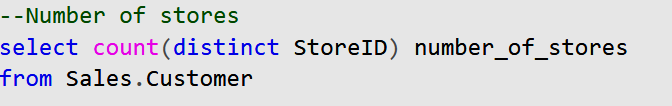 --Number of stores
select count(distinct StoreID) number_of_stores
from Sales.Customer